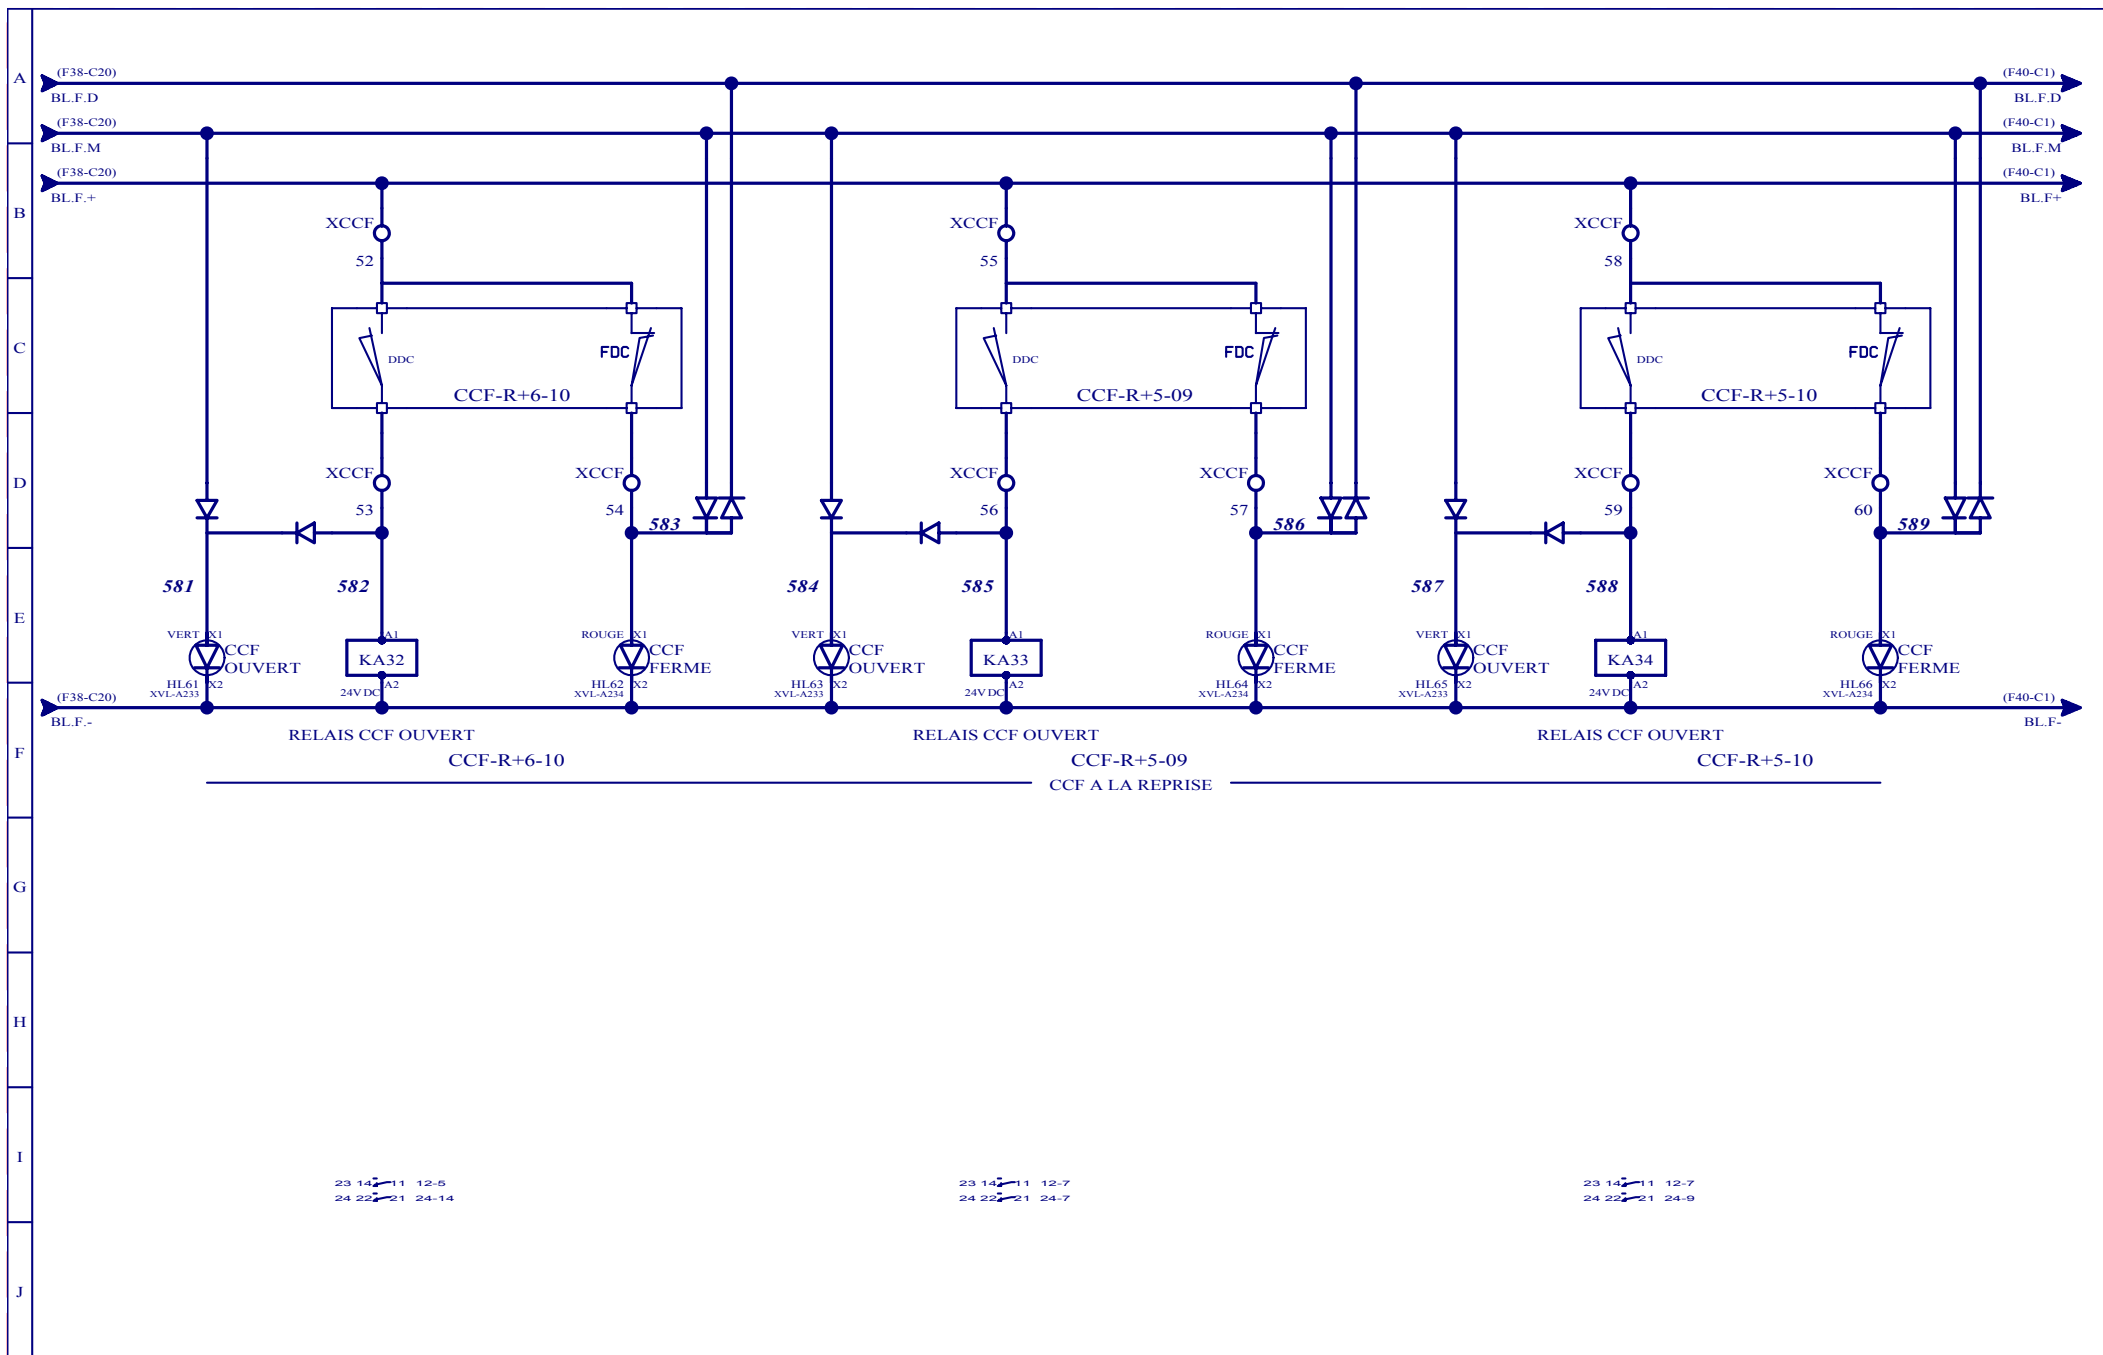 A
(F38-C20)
(F40-C1)
BL.F.D
BL.F.D
(F38-C20)
(F40-C1)
BL.F.M
BL.F.M
(F38-C20)
(F40-C1)
BL.F.+
BL.F+
B
XCCF
XCCF
XCCF
52
55
58
C
DDC
FDC
DDC
FDC
DDC
FDC
CCF-R+6-10
CCF-R+5-09
CCF-R+5-10
D
XCCF
XCCF
XCCF
XCCF
XCCF
XCCF
53
54
583
56
57
586
59
60
589
581
582
584
585
587
588
E
VERT X1
A1
ROUGE X1
VERT X1
A1
ROUGE X1
VERT X1
A1
ROUGE X1
CCF
OUVERT
KA32
CCF
FERME
CCF
OUVERT
KA33
CCF
FERME
CCF
OUVERT
KA34
CCF
FERME
HL61 X2
XVL-A233
A2
24V DC
HL62 X2
XVL-A234
HL63 X2
XVL-A233
A2
24V DC
HL64 X2
XVL-A234
HL65 X2
XVL-A233
A2
24V DC
HL66 X2
XVL-A234
(F38-C20)
(F40-C1)
BL.F.-
BL.F-
F
RELAIS CCF OUVERT
RELAIS CCF OUVERT
RELAIS CCF OUVERT
CCF-R+6-10
CCF-R+5-09
CCF-R+5-10
CCF A LA REPRISE
G
H
I
23 14 11 12-5
23 14 11 12-7
23 14 11 12-7
24 22 21 24-14
24 22 21 24-7
24 22 21 24-9
J